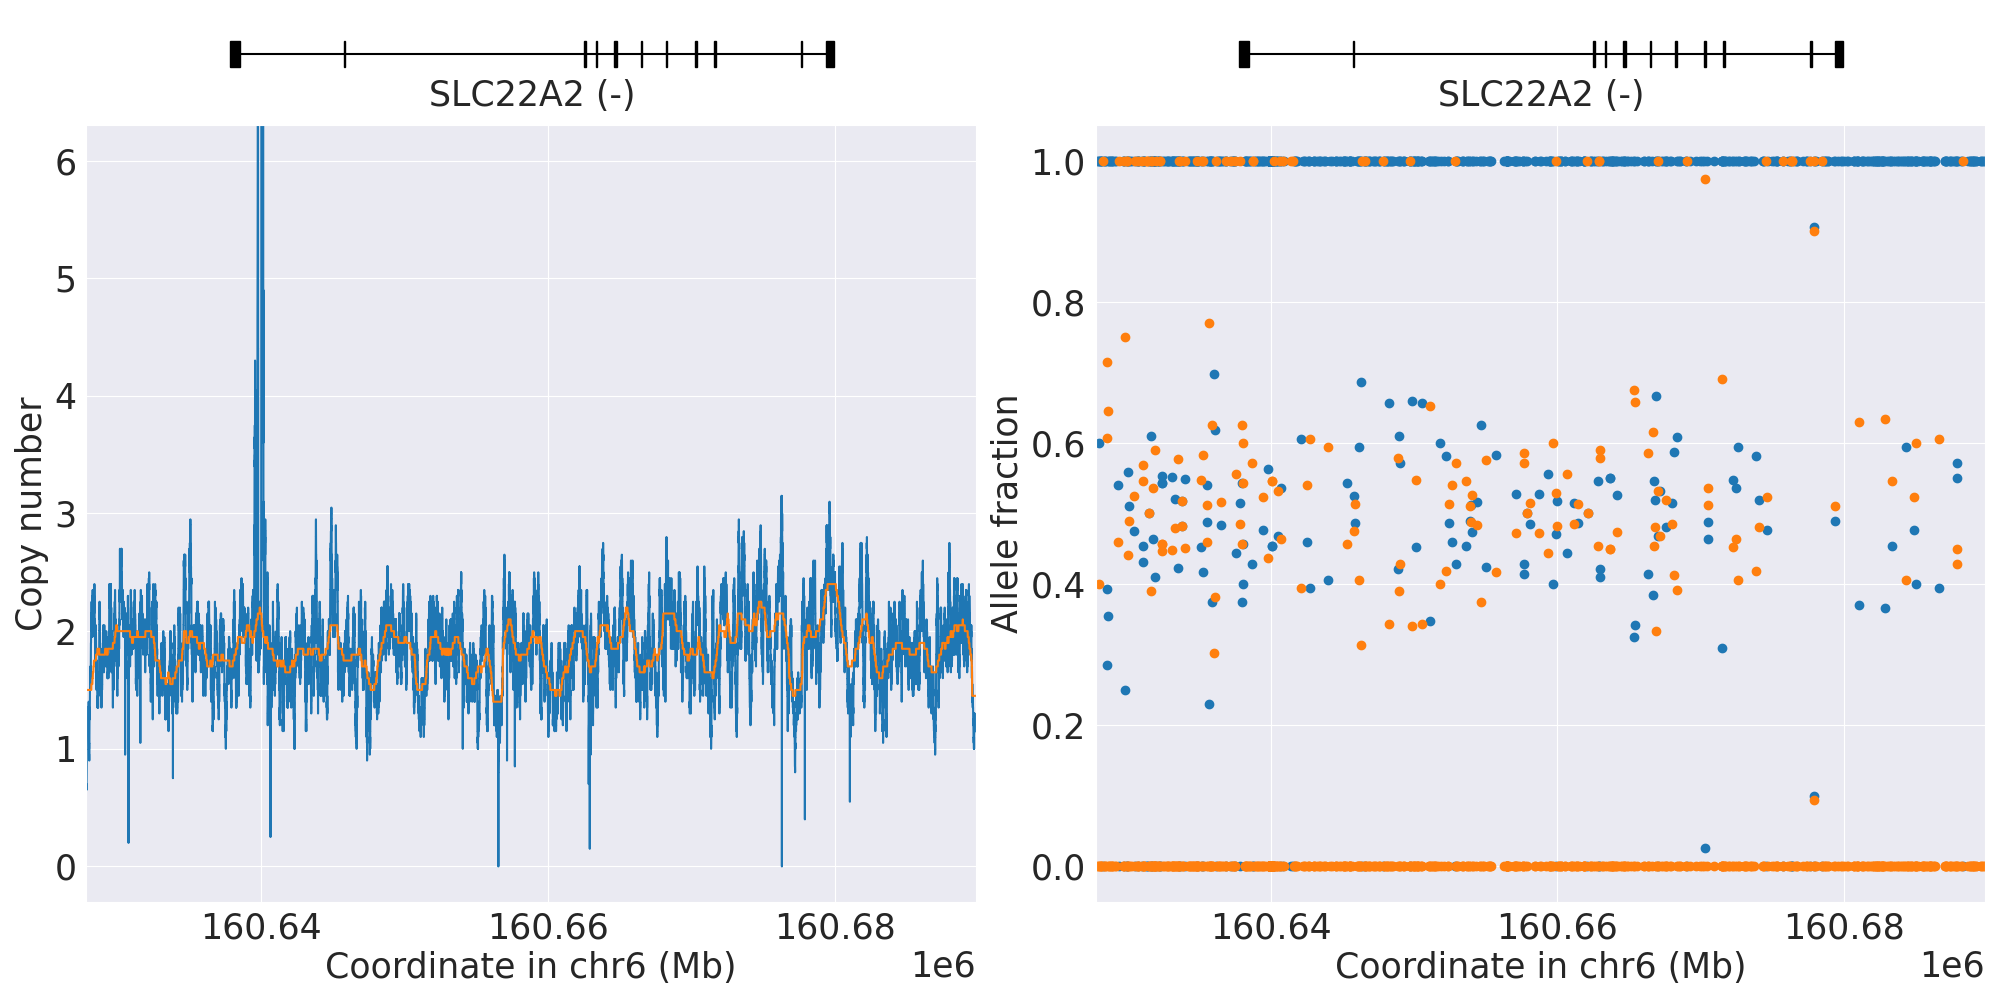 SLC22A2 (-)
Copy number
6
5
4
3
2
1
0
160.64
160.66
160.68
Coordinate in chr6 (Mb)
1e6
SLC22A2 (-)
Allele fraction
1.0
0.8
0.6
0.4
0.2
0.0
160.64
160.66
160.68
Coordinate in chr6 (Mb)
1e6